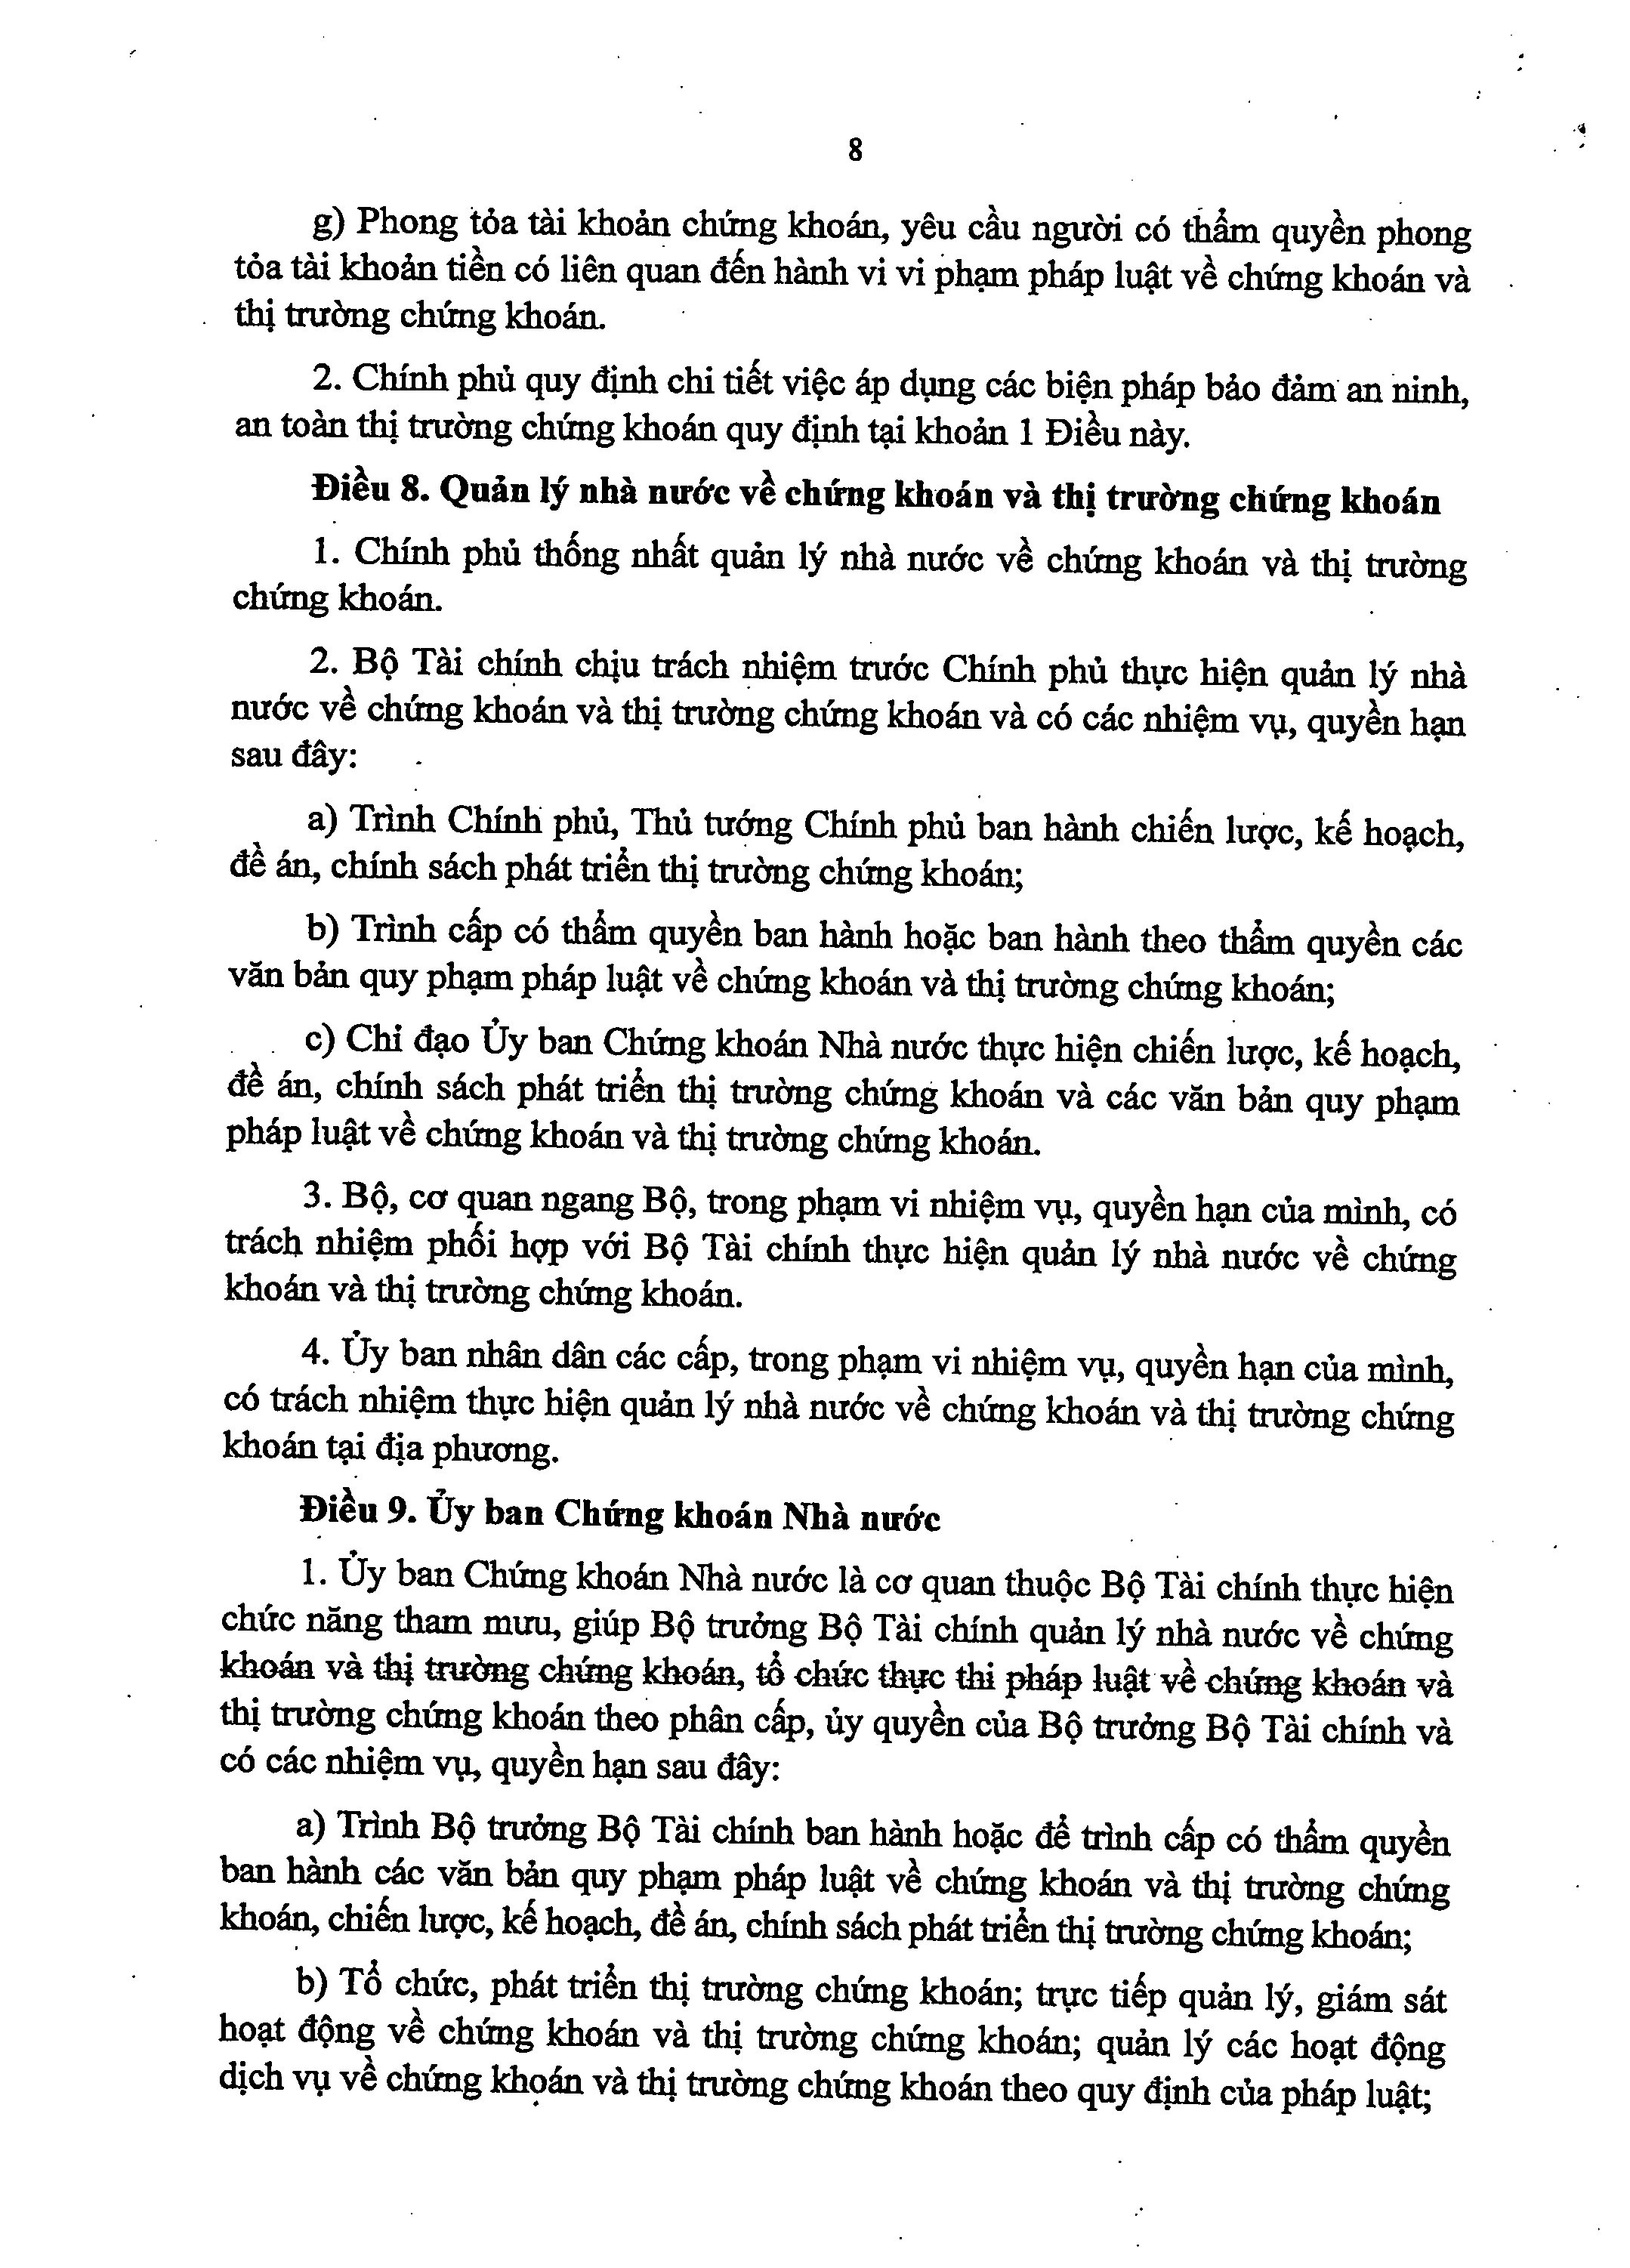 8
g) Phong tỏa tài khoản chứng khoán, yêu cầu người có thẩm quyền phong
tỏa tài khoản tiền có liên quan đến hành vi vi phạm pháp luật về chứng khoán và
thị trường chứng khoán.
2. Chính phủ quy định chi tiết việc áp dụng các biện pháp bảo đảm an ninh,
an toàn thị trường chứng khoán quy định tại khoản 1 Điều này.
Điều 8. Quản lý nhà nước về chứng khoán và thị trường chứng khoán
1. Chính phủ thống nhất quản lý nhà nước về chứng khoán và thị trường
chứng khoán.
2. Bộ Tài chính chịu trách nhiệm trước Chính phủ thực hiện quản lý nhà
nước về chứng khoán và thị trường chứng khoán và có các nhiệm vụ, quyền hạn
sau đây:
a) Trình Chính phủ, Thủ tướng Chính phủ ban hành chiến lược, kế hoạch,
đề án, chính sách phát triển thị trường chứng khoán;
b) Trình cấp có thẩm quyền ban hành hoặc ban hành theo thẩm quyền các
văn bản quy phạm pháp luật về chứng khoán và thị trường chứng khoán;
c) Chỉ đạo Ủy ban Chứng khoán Nhà nước thực hiện chiến lược, kế hoạch,
đề án, chính sách phát triển thị trường chứng khoán và các văn bản quy phạm
pháp luật về chứng khoán và thị trường chứng khoán.
3. Bộ, cơ quan ngang Bộ, trong phạm vi nhiệm vụ, quyền hạn của mình, có
trách nhiệm phối hợp với Bộ Tài chính thực hiện quản lý nhà nước về chứng
khoán và thị trường chứng khoán.
4. Ủy ban nhân dân các cấp, trong phạm vi nhiệm vụ, quyền hạn của mình,
có trách nhiệm thực hiện quản lý nhà nước về chứng khoán và thị trường chứng
khoán tại địa phương.
Điều 9. Ủy ban Chứng khoán Nhà nước
1. Ủy ban Chứng khoán Nhà nước là cơ quan thuộc Bộ Tài chính thực hiện
chức năng tham mưu, giúp Bộ trưởng Bộ Tài chính quản lý nhà nước về chứng
khoán và thị trường chứng khoán, tổ chức thực thi pháp luật về chứng khoán và
thị trường chứng khoán theo phân cấp, ủy quyền của Bộ trưởng Bộ Tài chính và
có các nhiệm vụ, quyền hạn sau đây:
a) Trình Bộ trưởng Bộ Tài chính ban hành hoặc để trình cấp có thẩm quyền
ban hành các văn bản quy phạm pháp luật về chứng khoán và thị trường chứng
khoán, chiến lược, kế hoạch, đề án, chính sách phát triển thị trường chứng khoán;
b) Tổ chức, phát triển thị trường chứng khoán; trực tiếp quản lý, giám sát
hoạt động về chứng khoán và thị trường chứng khoán; quản lý các hoạt động
dịch vụ về chứng khoán và thị trường chứng khoán theo quy định của pháp luật;